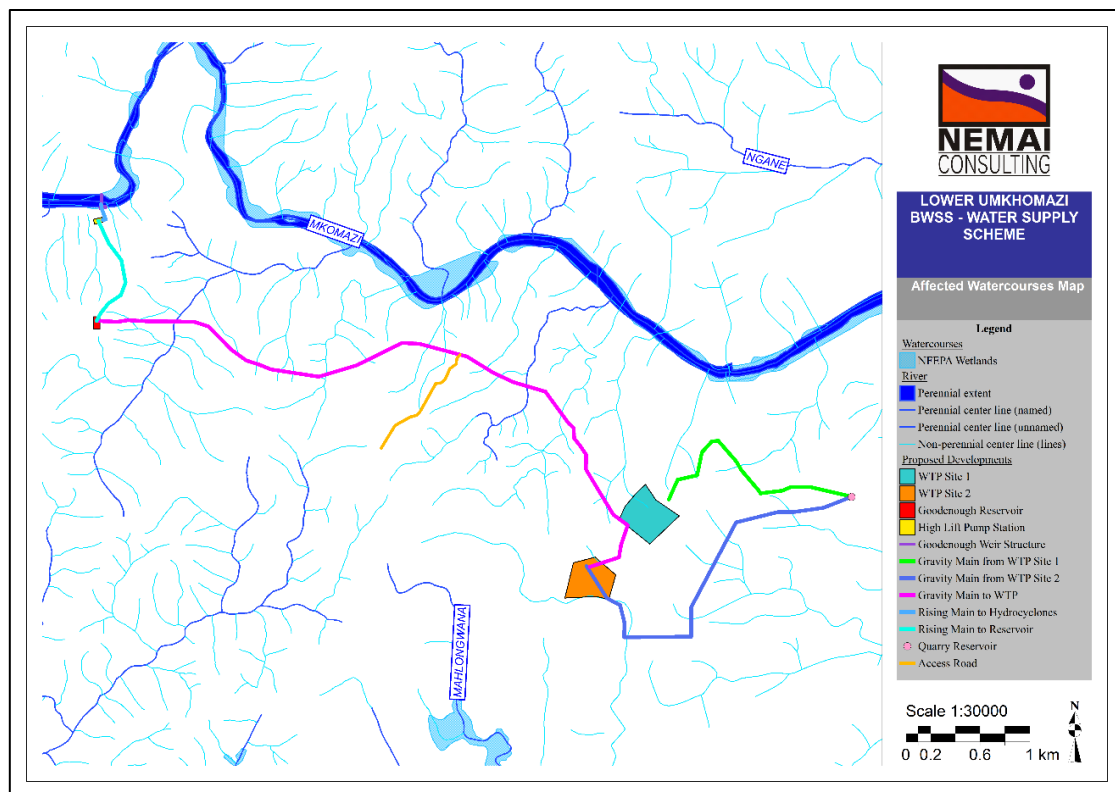 NGANE
MKOMAZI
MAHLONGWANA
NEMAI
CONSULTING
LOWER UMKHOMAZI
BWSS - WATER SUPPLY
SCHEME
Affected Watercourses Map
Legend
Watercourses
NFEPA Wetlands
River
Perennial extent
Perennial center line (named)
Perennial center line (unnamed)
Non-perennial center line (lines)
Proposed Developments
WTP Site 1
WTP Site 2
Goodenough Reservoir
High Lift Pump Station
Goodenough Weir Structure
Gravity Main from WTP Site 1
Gravity Main from WTP Site 2
Gravity Main to WTP
Rising Main to Hydrocyclones
Rising Main to Reservoir
Quarry Reservoir
Access Road
Scale 1:30000
N
0 0.2 0.6 1 km